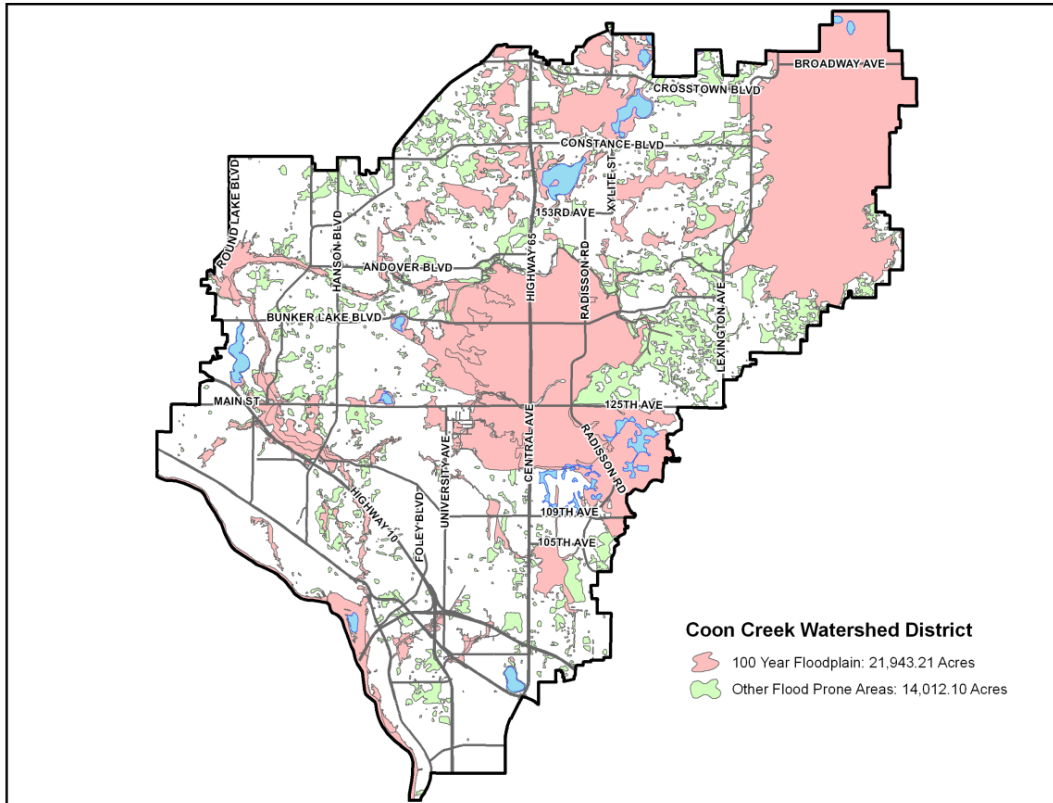 BROADWAY AVE
CROSSTOWN BLVD
CONSTANCE BLVD
ROUND LAKE BLVD
XYLITE ST
153RD AVE
HANSON BLVD
HIGHWAY 65
RADISSON RD
ANDOVER BLVD
LEXINGTON AVE
BUNKER LAKE BLVD
MAIN ST
125TH AVE
CENTRAL AVE
RADISSON RD
UNIVERSITY AVE
HIGHWAY 10
FOLEY BLVD
109TH AVE
105TH AVE
Coon Creek Watershed District
100 Year Floodplain: 21,943.21 Acres
Other Flood Prone Areas: 14,012.10 Acres